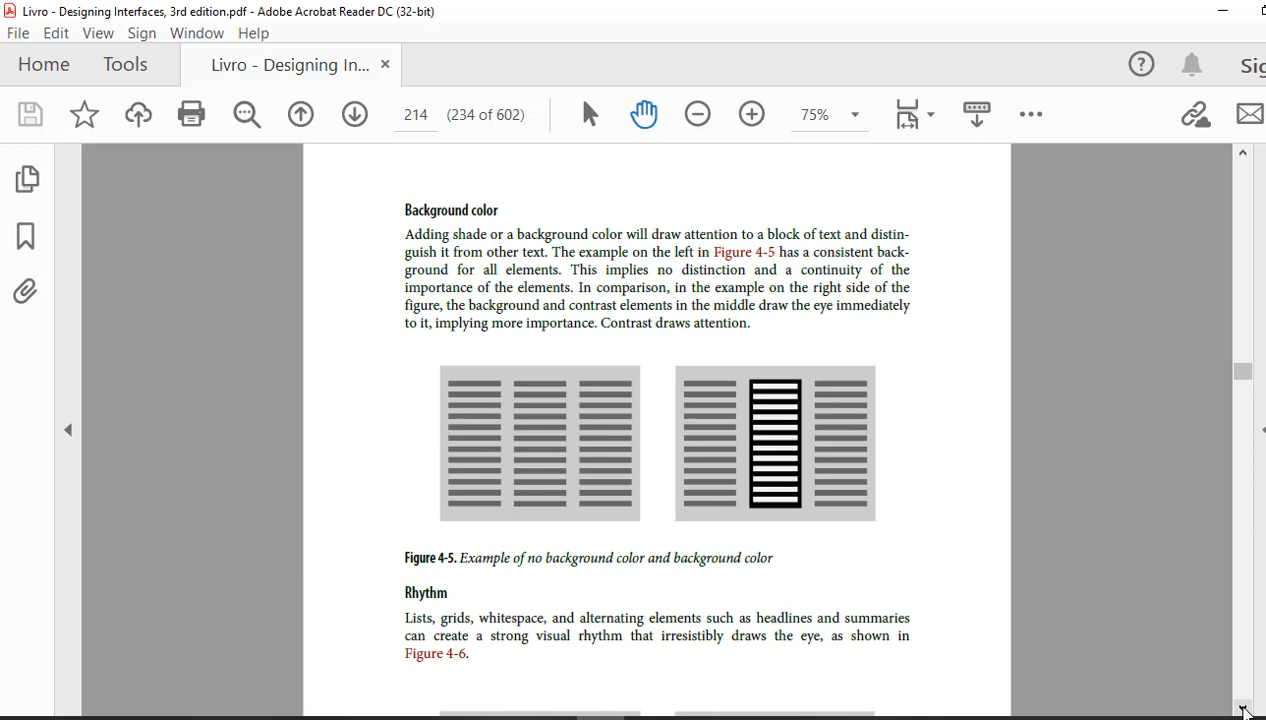 Livro - Designing Interfaces, 3rd edition.pdf - Adobe Acrobat Reader DC (32-bit)
File Edit View Sign Window Help
Home Tools Livro - Designing In... × ? Sig
214 (234 of 602) 75%
Background color
Adding shade or a background color will draw attention to a block of text and distin-
guish it from other text. The example on the left in Figure 4-5 has a consistent back-
ground for all elements. This implies no distinction and a continuity of the
importance of the elements. In comparison, in the example on the right side of the
figure, the background and contrast elements in the middle draw the eye immediately
to it, implying more importance. Contrast draws attention.
Figure 4-5. Example of no background color and background color
Rhythm
Lists, grids, whitespace, and alternating elements such as headlines and summaries
can create a strong visual rhythm that irresistibly draws the eye, as shown in
Figure 4-6.